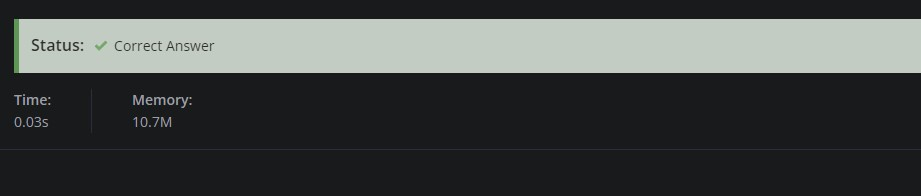 Status: Correct Answer
Time: Memory:
0.03s 10.7M